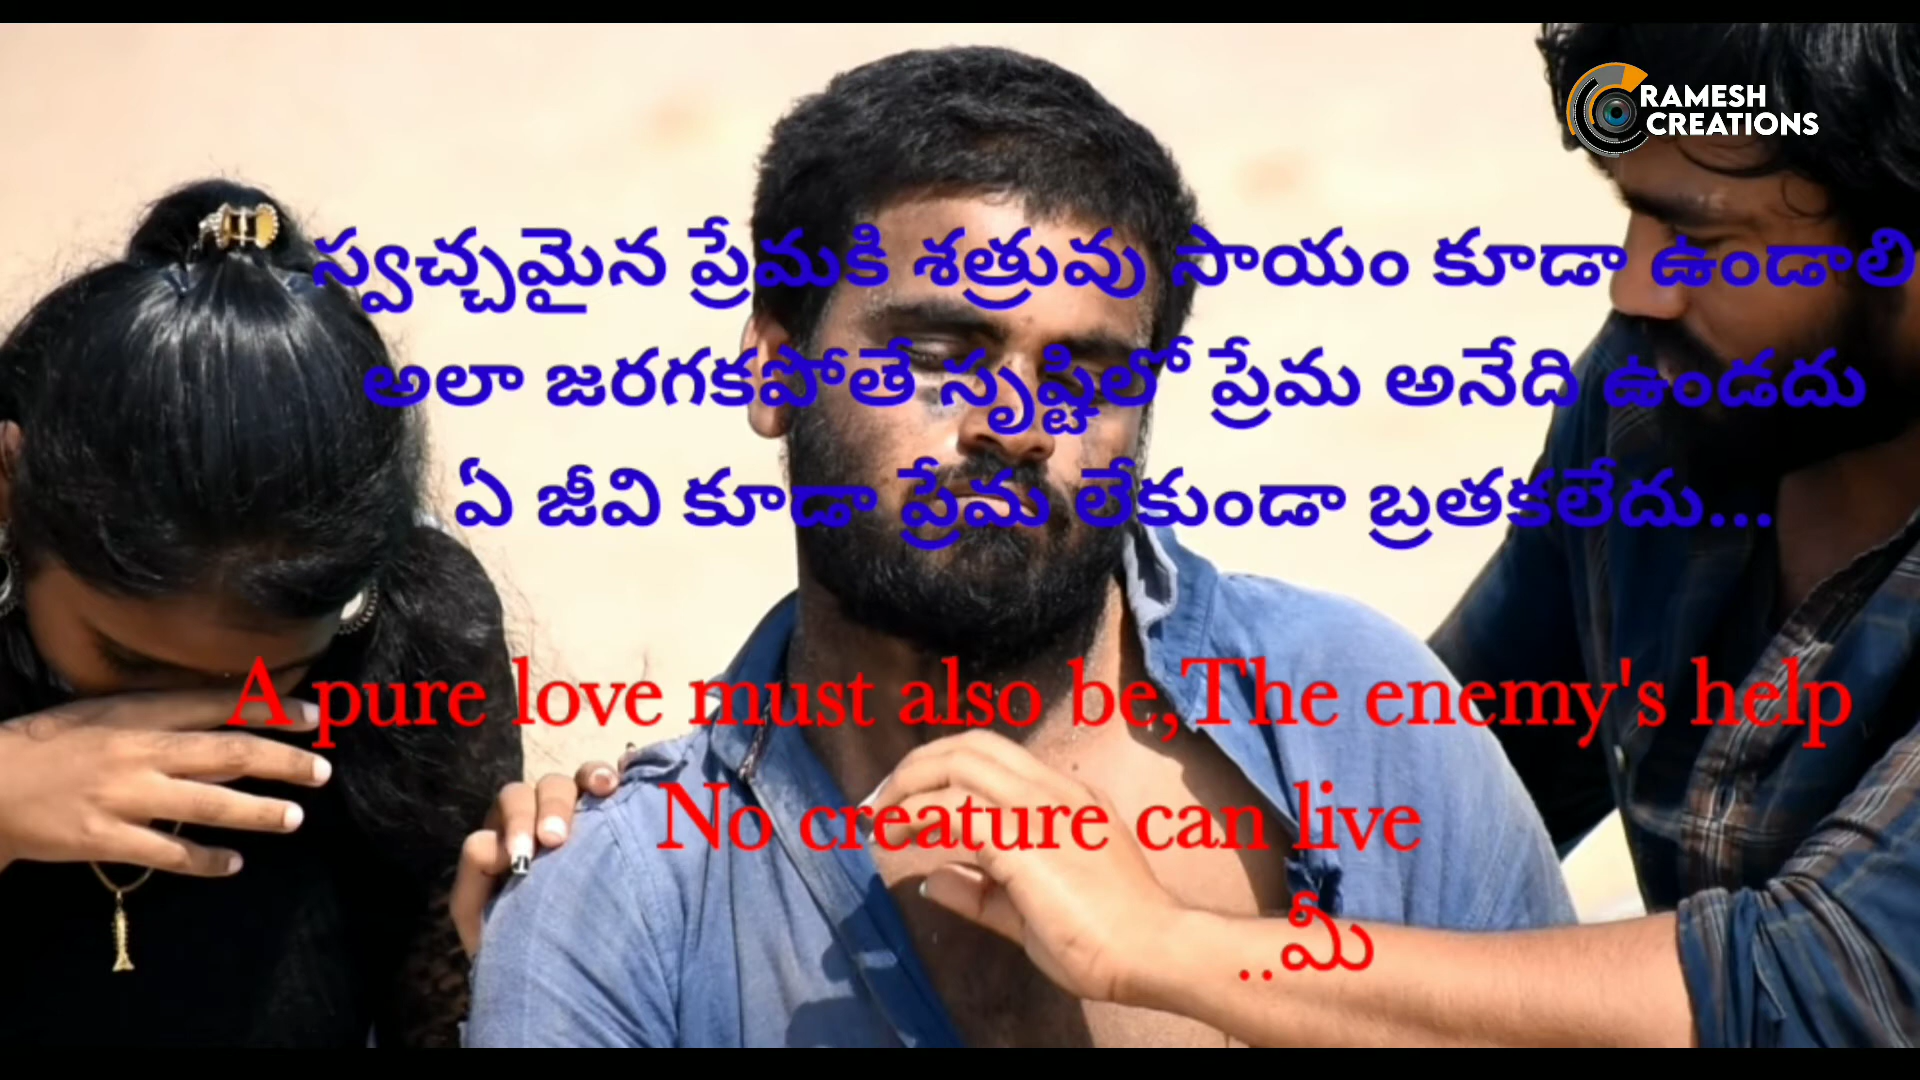 RAMESH
CREATIONS
స్వచ్చమైన ప్రేమకి శత్రువు సాయం కూడా ఉండాలి
అలా జరగకపోతే సృష్టిలో ప్రేమ అనేది ఉండదు
ఏ జీవి కూడా ప్రేమ లేకుండా బ్రతకలేదు...
A pure love must also be,The enemy's help
No creature can live
..మీ